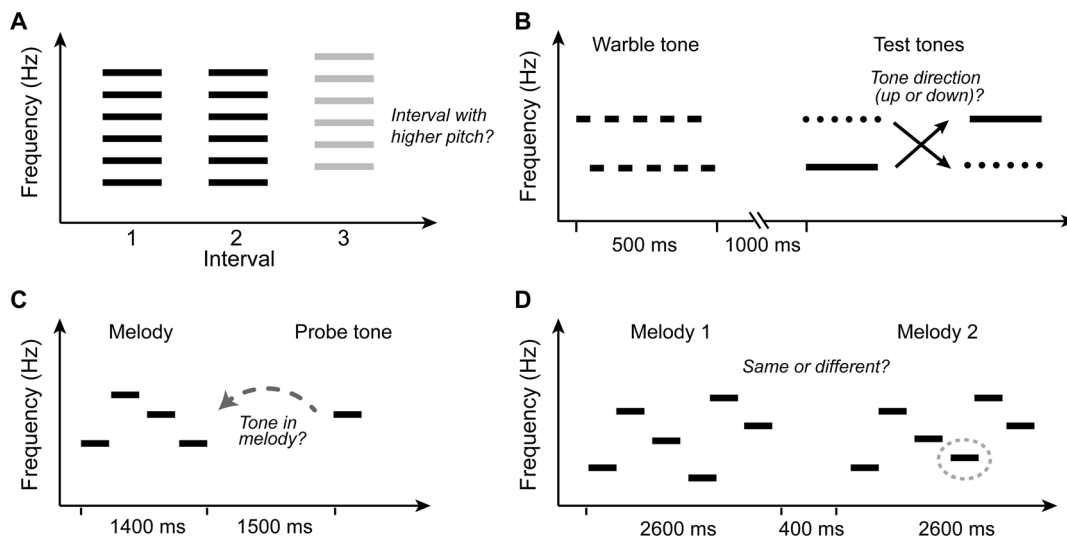 A
Frequency (Hz)
Interval with
higher pitch?
1 2 3
Interval
B
Frequency (Hz)
Warble tone
Test tones
Tone direction
(up or down)?
500 ms
1000 ms
C
Frequency (Hz)
Melody
Probe tone
Tone in
melody?
1400 ms
1500 ms
D
Frequency (Hz)
Melody 1
Melody 2
Same or different?
2600 ms
400 ms
2600 ms